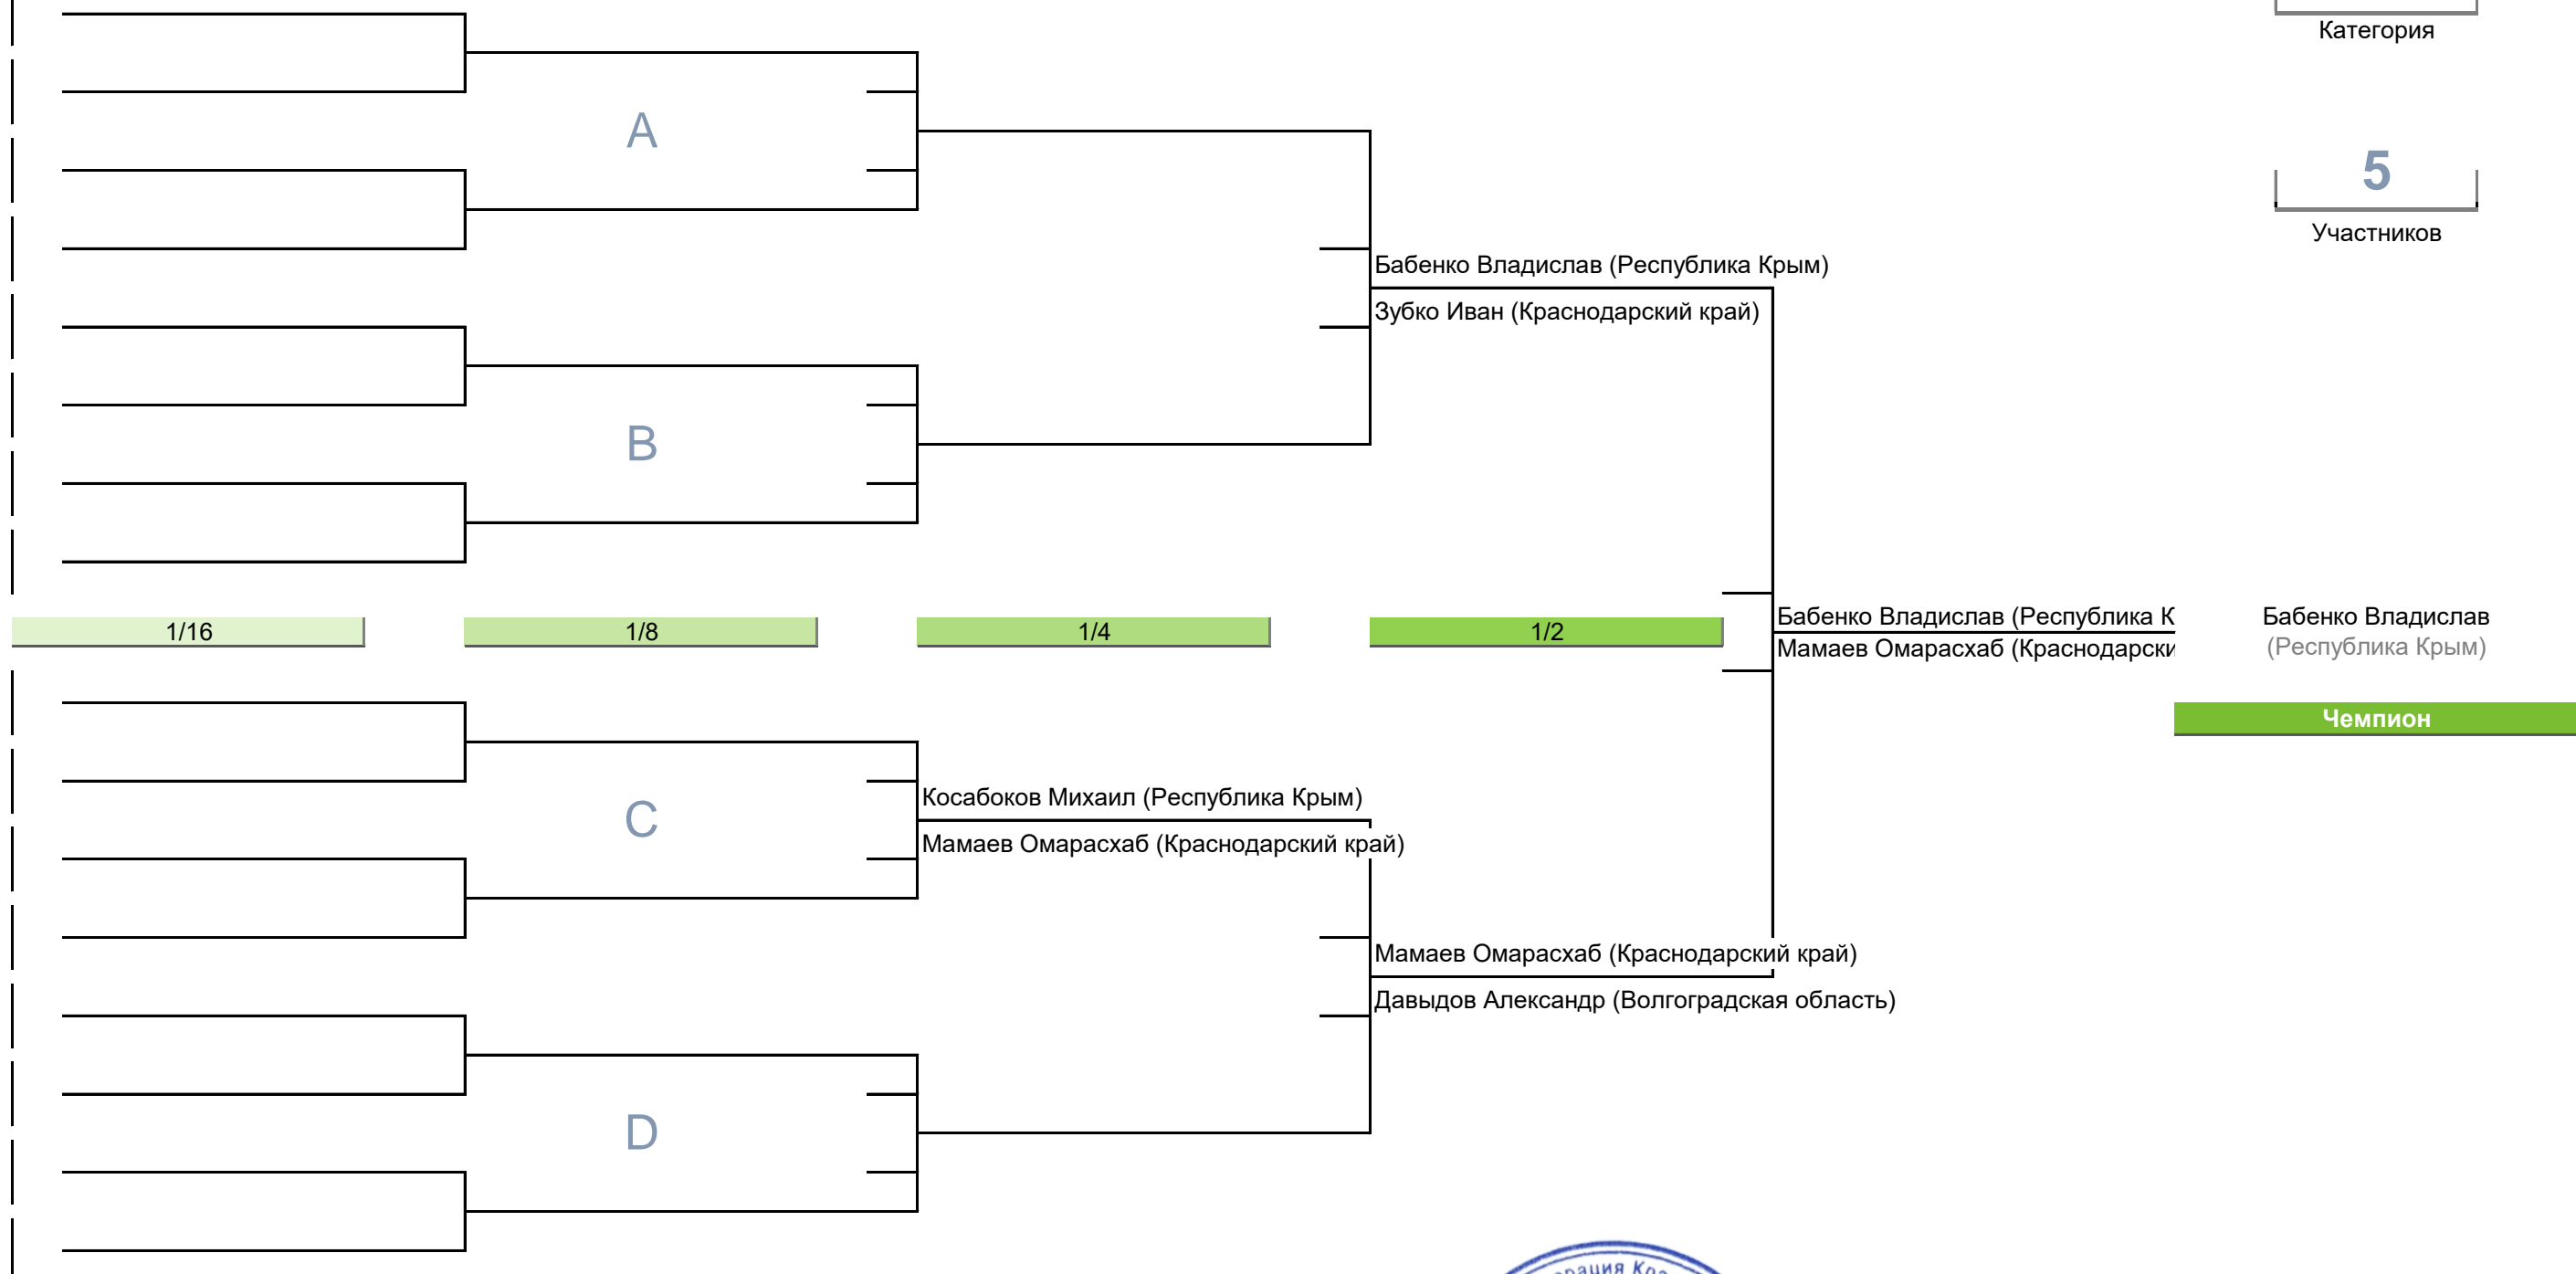 Категория
A
5
Участников
Бабенко Владислав (Республика Крым)
Зубко Иван (Краснодарский край)
B
1/16
1/8
1/4
1/2
Бабенко Владислав (Республика К
Мамаев Омарасхаб (Краснодарски
Бабенко Владислав
(Республика Крым)
Чемпион
C
Косабоков Михаил (Республика Крым)
Мамаев Омарасхаб (Краснодарский край)
Мамаев Омарасхаб (Краснодарский край)
Давыдов Александр (Волгоградская область)
D